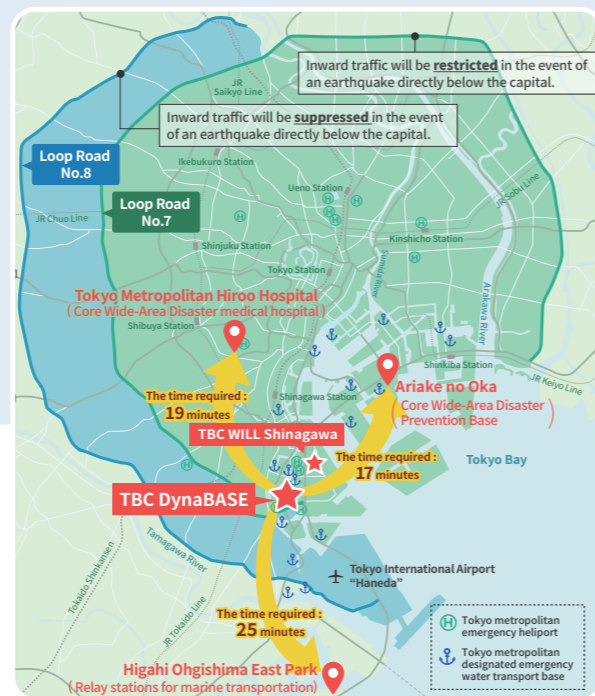 Inward traffic will be restricted in the event of
an earthquake directly below the capital.
JR
Saikyo Line
Inward traffic will be suppressed in the event
of an earthquake directly below the capital.
Loop Road
No.8
Ikebukuro Station
Loop Road
No.7
Ueno Station
JR Sobu Line
JR Chuo Line
Kinshicho Station
Shinjuku Station
Sumida River
Tokyo Station
Arakawa River
Tokyo Metropolitan Hiroo Hospital
( Core Wide-Area Disaster medical hospital )
Shibuya Station
Shinkiba Station
JR Keiyo Line
Ariake no Oka
( Core Wide-Area Disaster
Prevention Base )
The time required :
19 minutes
Shinagawa Station
TBC WILL Shinagawa
The time required :
17 minutes
Tokyo Bay
TBC DynaBASE
Tamagawa River
Tokaido Shinkansen
JR Tokaido Line
Tokyo International Airport
“Haneda”
The time required :
25 minutes
Higahi Ohgishima East Park
( Relay stations for marine transportation )
H Tokyo metropolitan
emergency heliport
Tokyo metropolitan
designated emergency
water transport base